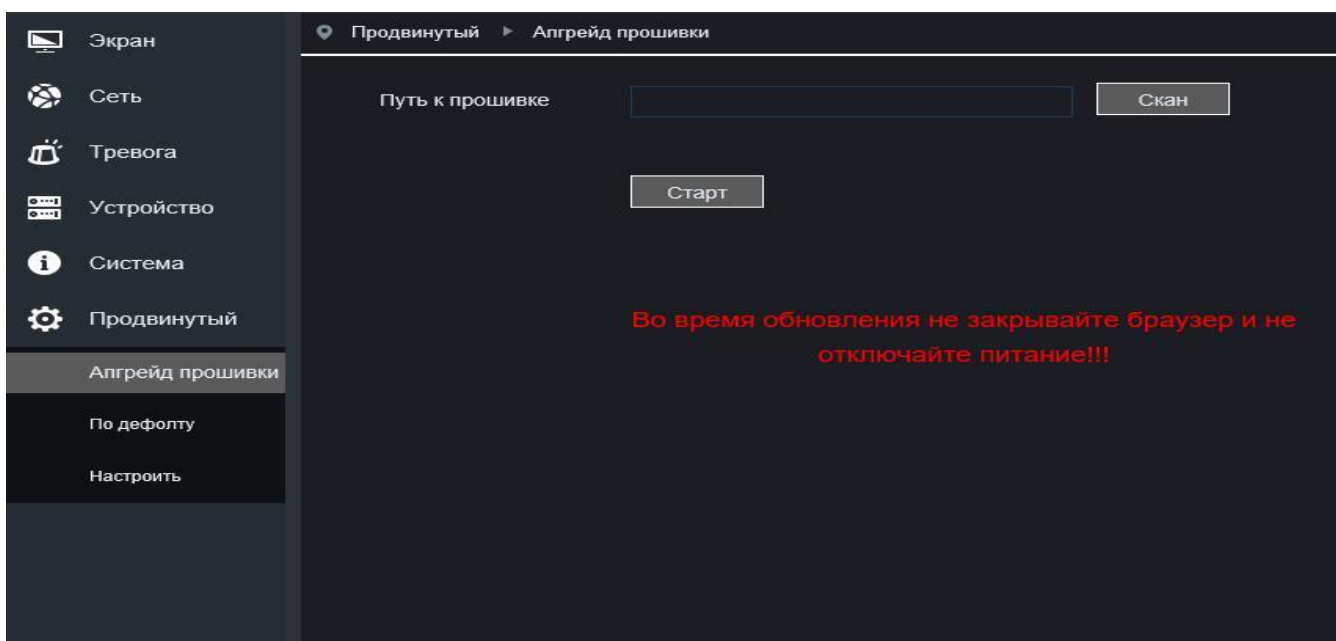 Экран
Сеть
Тревога
Устройство
Система
Продвинутый
Апгрейд прошивки
По дефолту
Настроить
Продвинутый ▶ Апгрейд прошивки
Путь к прошивке
Скан
Старт
Во время обновления не закрывайте браузер и не
отключайте питание!!!